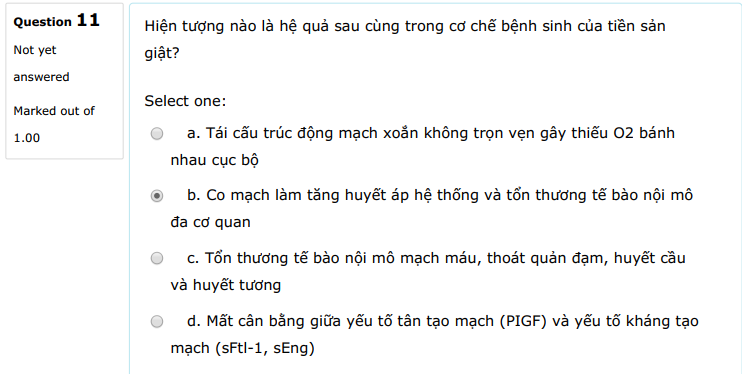 Question 11
Not yet
answered
Marked out of
1.00
Hiện tượng nào là hệ quả sau cùng trong cơ chế bệnh sinh của tiền sản
giật?
Select one:
a. Tái cấu trúc động mạch xoắn không trọn vẹn gây thiếu O2 bánh
nhau cục bộ
b. Co mạch làm tăng huyết áp hệ thống và tổn thương tế bào nội mô
đa cơ quan
c. Tổn thương tế bào nội mô mạch máu, thoát quản đạm, huyết cầu
và huyết tương
d. Mất cân bằng giữa yếu tố tân tạo mạch (PIGF) và yếu tố kháng tạo
mạch (sFtl-1, sEng)